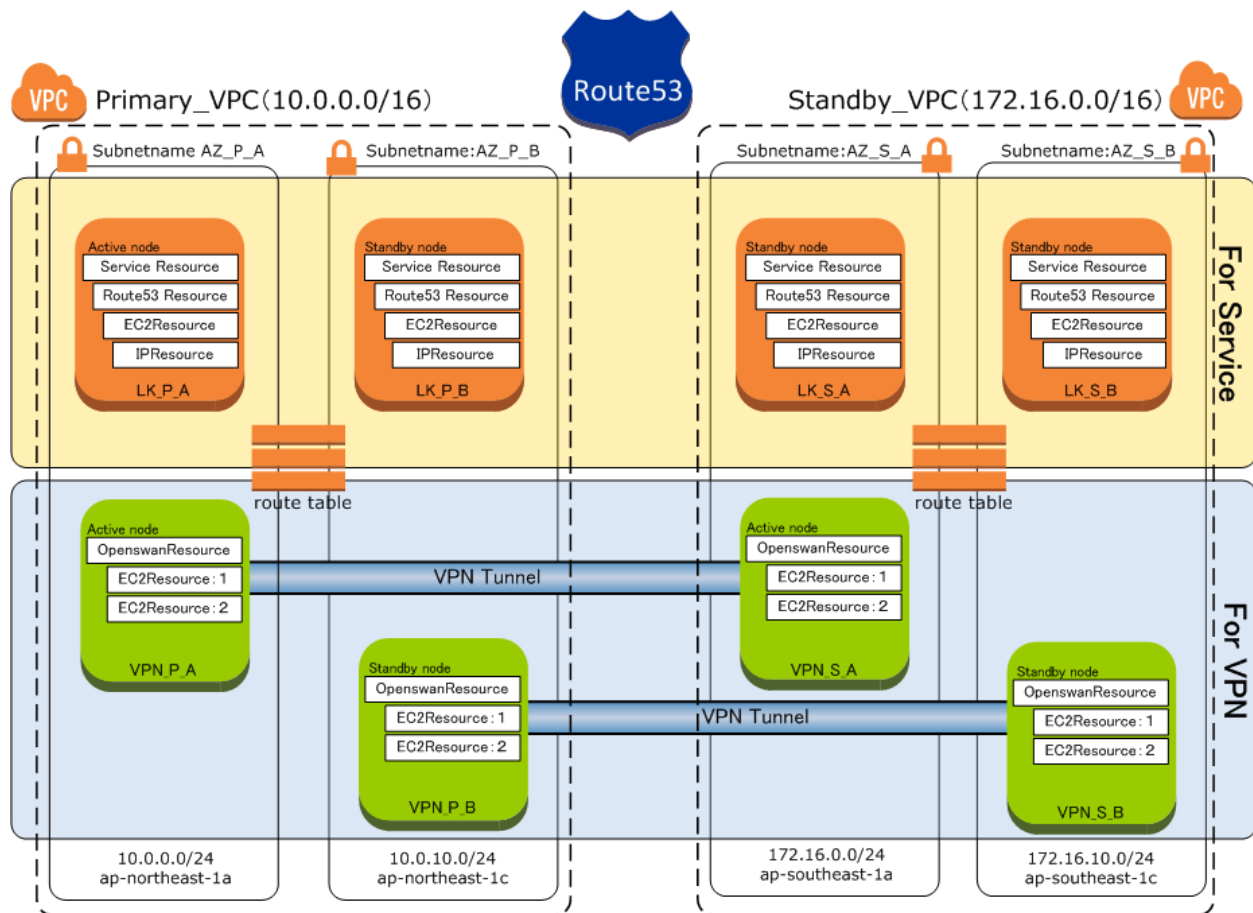 Route53
VPC
Primary_VPC(10.0.0.0/16)
Standby_VPC(172.16.0.0/16)
VPC
Subnetname AZ_P_A
Subnetname:AZ_P_B
Subnetname:AZ_S_A
Subnetname:AZ_S_B
Active node
Service Resource
Route53 Resource
EC2Resource
IPResource
LK_P_A
Standby node
Service Resource
Route53 Resource
EC2Resource
IPResource
LK_P_B
Standby node
Service Resource
Route53 Resource
EC2Resource
IPResource
LK_S_A
Standby node
Service Resource
Route53 Resource
EC2Resource
IPResource
LK_S_B
For Service
route table
route table
Active node
OpenswanResource
EC2Resource:1
EC2Resource:2
VPN_P_A
VPN Tunnel
Active node
OpenswanResource
EC2Resource:1
EC2Resource:2
VPN_S_A
Standby node
OpenswanResource
EC2Resource:1
EC2Resource:2
VPN_P_B
VPN Tunnel
Standby node
OpenswanResource
EC2Resource:1
EC2Resource:2
VPN_S_B
For VPN
10.0.0.0/24
ap-northeast-1a
10.0.10.0/24
ap-northeast-1c
172.16.0.0/24
ap-southeast-1a
172.16.10.0/24
ap-southeast-1c